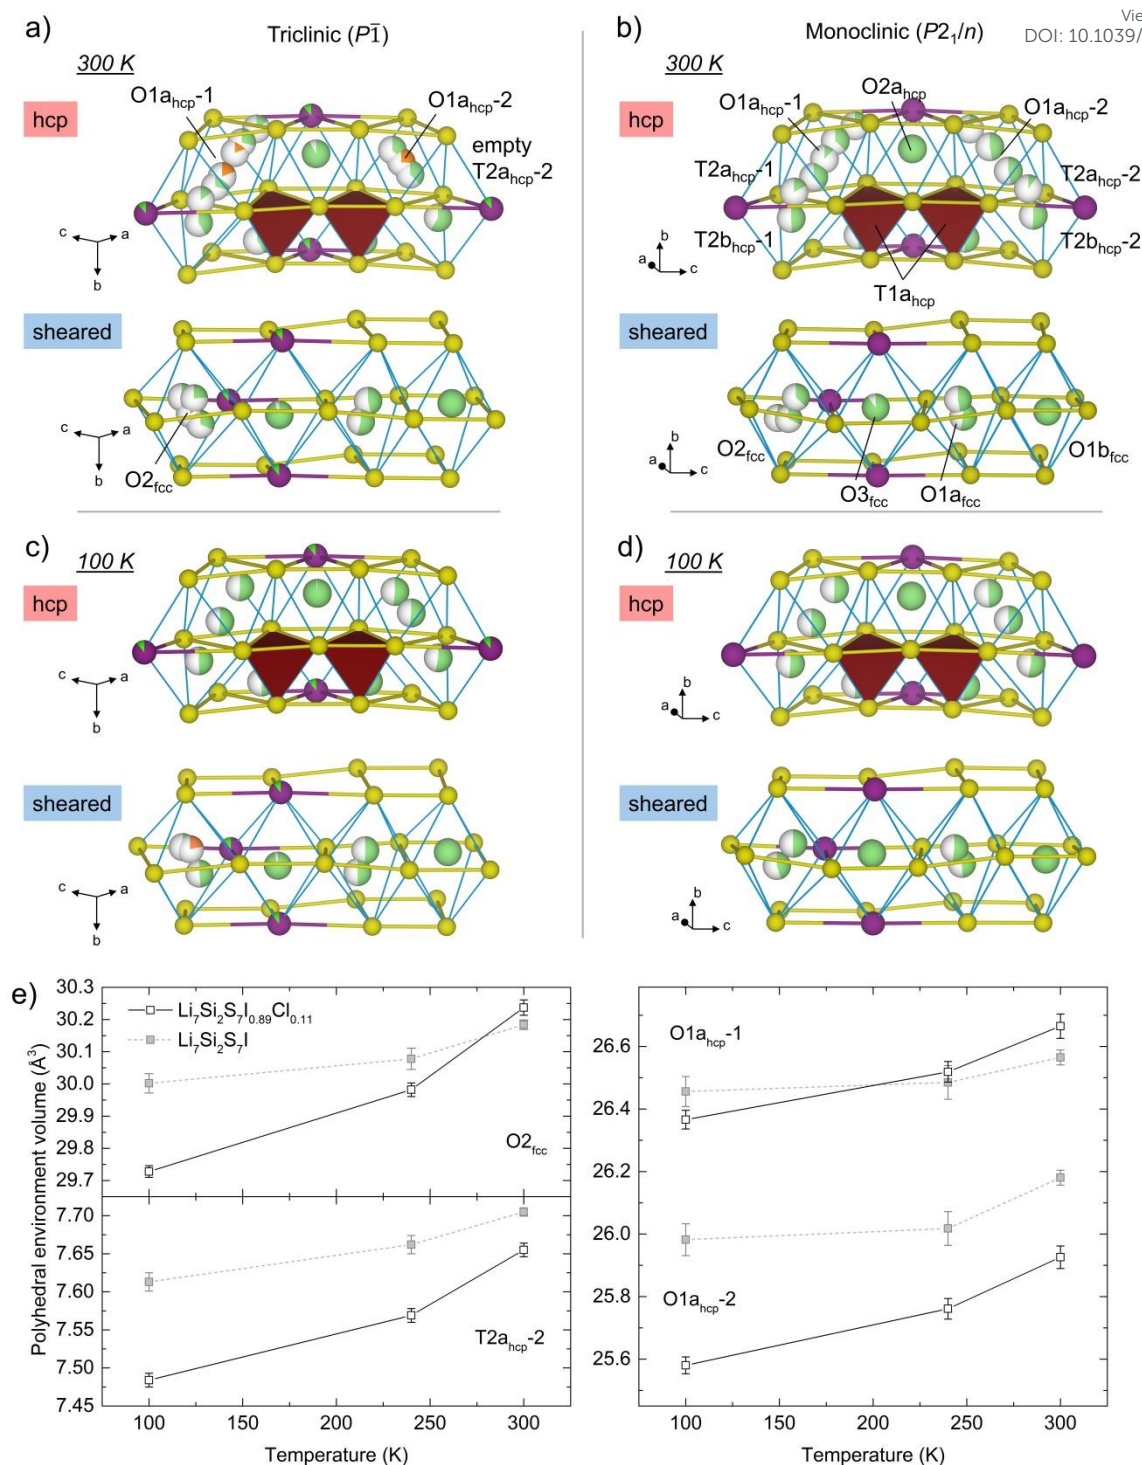 Vie
DOI: 10.1039/
a) Triclinic (P1̅)
300 K
hcp
O1a_hcp-1
O1a_hcp-2
empty
T2a_hcp-2
c a
b
sheared
c a
b
O2_fcc
b) Monoclinic (P2₁/n)
300 K
hcp
O1a_hcp-1
O2a_hcp
O1a_hcp-2
T2a_hcp-1
T2a_hcp-2
T2b_hcp-1
T2b_hcp-2
b
a c
T1a_hcp
sheared
b
a c
O2_fcc
O1b_fcc
O3_fcc
O1a_fcc
c)
100 K
hcp
c a
b
sheared
c a
b
d)
100 K
hcp
b
a c
sheared
b
a c
e)
Polyhedral environment volume (Å³)
30.3
30.2
30.1
30.0
29.9
29.8
29.7
Li₇Si₂S₇I₀.₈₉Cl₀.₁₁
Li₇Si₂S₇I
O2_fcc
7.70
7.65
7.60
7.55
7.50
7.45
T2a_hcp-2
100 150 200 250 300
Temperature (K)
26.6
26.4
26.2
26.0
25.8
25.6
O1a_hcp-1
O1a_hcp-2
100 150 200 250 300
Temperature (K)